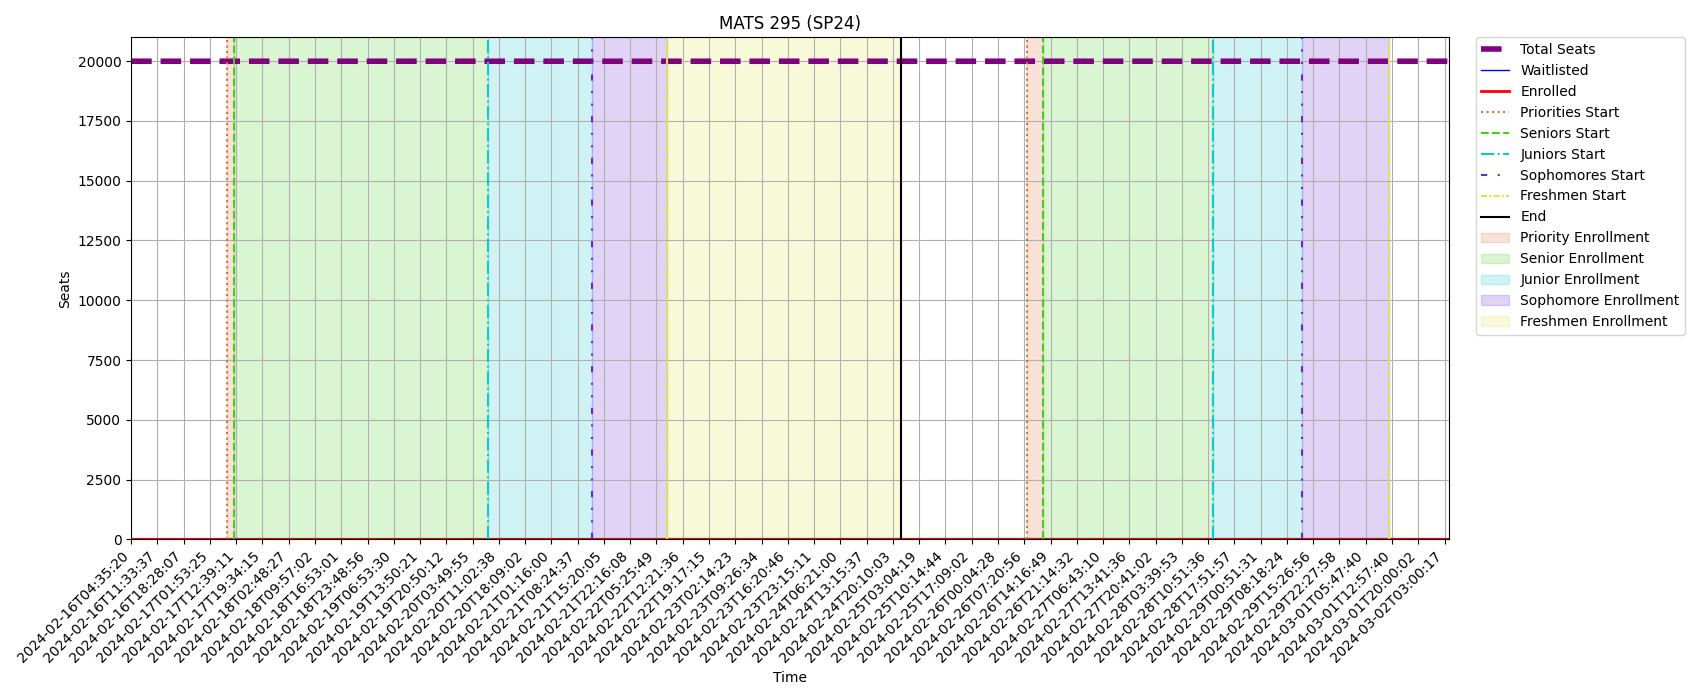 MATS 295 (SP24)
Seats
20000
17500
15000
12500
10000
7500
5000
2500
0
2024-02-16T04:35:20
2024-02-16T11:33:37
2024-02-16T18:28:07
2024-02-17T01:53:25
2024-02-17T12:39:11
2024-02-17T19:34:15
2024-02-18T02:48:27
2024-02-18T09:57:02
2024-02-18T16:53:01
2024-02-18T23:48:56
2024-02-19T06:53:30
2024-02-19T13:50:21
2024-02-19T20:50:12
2024-02-20T03:49:55
2024-02-20T11:02:38
2024-02-20T18:09:02
2024-02-21T01:16:00
2024-02-21T08:24:37
2024-02-21T15:20:05
2024-02-21T22:16:08
2024-02-22T05:25:49
2024-02-22T12:21:36
2024-02-22T19:17:15
2024-02-23T02:14:23
2024-02-23T09:26:34
2024-02-23T16:20:46
2024-02-23T23:15:11
2024-02-24T06:21:00
2024-02-24T13:15:37
2024-02-24T20:10:03
2024-02-25T03:04:19
2024-02-25T10:14:44
2024-02-25T17:09:02
2024-02-26T00:04:28
2024-02-26T07:20:56
2024-02-26T14:16:49
2024-02-26T21:14:32
2024-02-27T06:43:10
2024-02-27T13:41:36
2024-02-27T20:41:02
2024-02-28T03:39:53
2024-02-28T10:51:36
2024-02-28T17:51:57
2024-02-29T00:51:31
2024-02-29T08:18:24
2024-02-29T15:26:56
2024-02-29T22:27:58
2024-03-01T05:47:40
2024-03-01T12:57:40
2024-03-01T20:00:02
2024-03-02T03:00:17
Time
Total Seats
Waitlisted
Enrolled
Priorities Start
Seniors Start
Juniors Start
Sophomores Start
Freshmen Start
End
Priority Enrollment
Senior Enrollment
Junior Enrollment
Sophomore Enrollment
Freshmen Enrollment